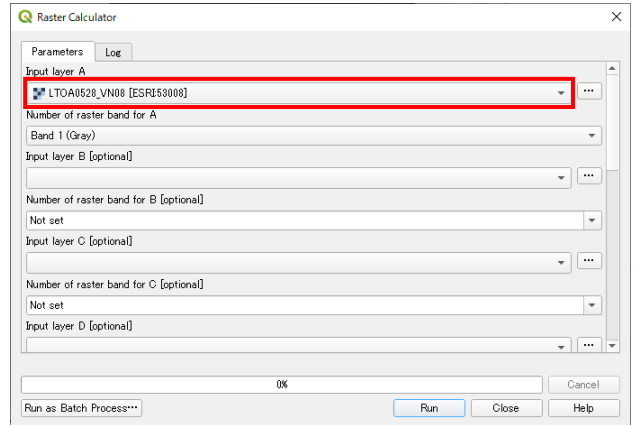 Raster Calculator
Parameters Log
Input layer A
LTOA0528_VN08 [ESRI:53008]
Number of raster band for A
Band 1 (Gray)
Input layer B [optional]
Number of raster band for B [optional]
Not set
Input layer C [optional]
Number of raster band for C [optional]
Not set
Input layer D [optional]
0% Cancel
Run as Batch Process… Run Close Help